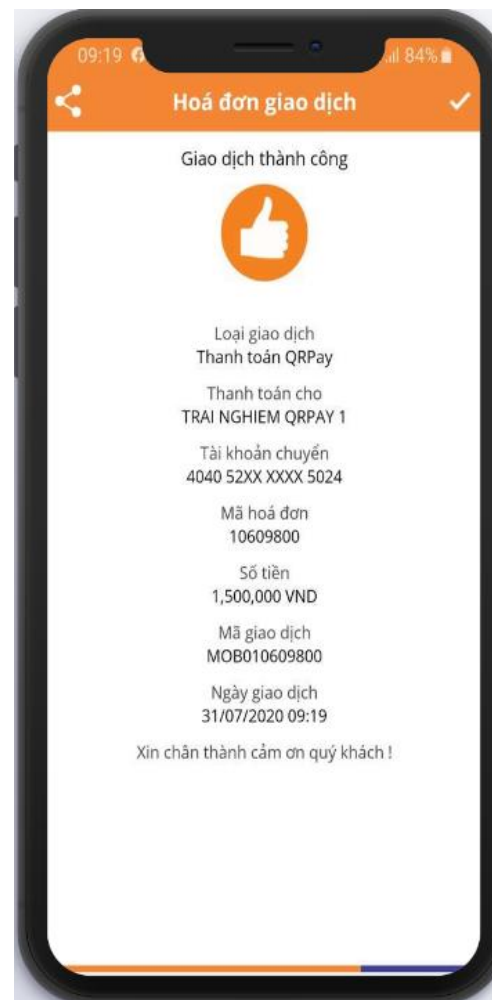 09:19
84%
Hoá đơn giao dịch
Giao dịch thành công
Loại giao dịch
Thanh toán QRPay
Thanh toán cho
TRAI NGHIEM QRPAY 1
Tài khoản chuyển
4040 52XX XXXX 5024
Mã hoá đơn
10609800
Số tiền
1,500,000 VND
Mã giao dịch
MOB010609800
Ngày giao dịch
31/07/2020 09:19
Xin chân thành cảm ơn quý khách !